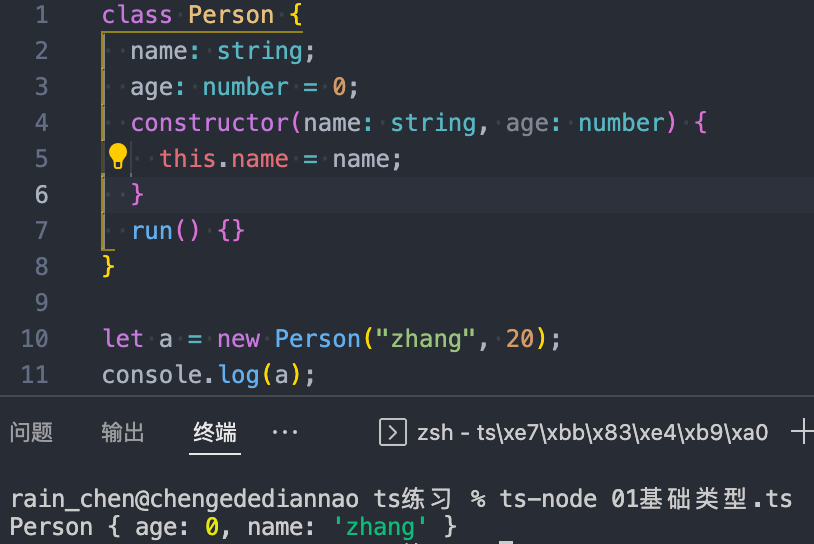 1 class Person {
2   name: string;
3   age: number = 0;
4   constructor(name: string, age: number) {
5     this.name = name;
6   }
7   run() {}
8 }
9
10 let a = new Person("zhang", 20);
11 console.log(a);
问题 输出 终端 ··· zsh - ts\xe7\xbb\x83\xe4\xb9\xa0
rain_chen@chengedediannao ts练习 % ts-node 01基础类型.ts
Person { age: 0, name: 'zhang' }